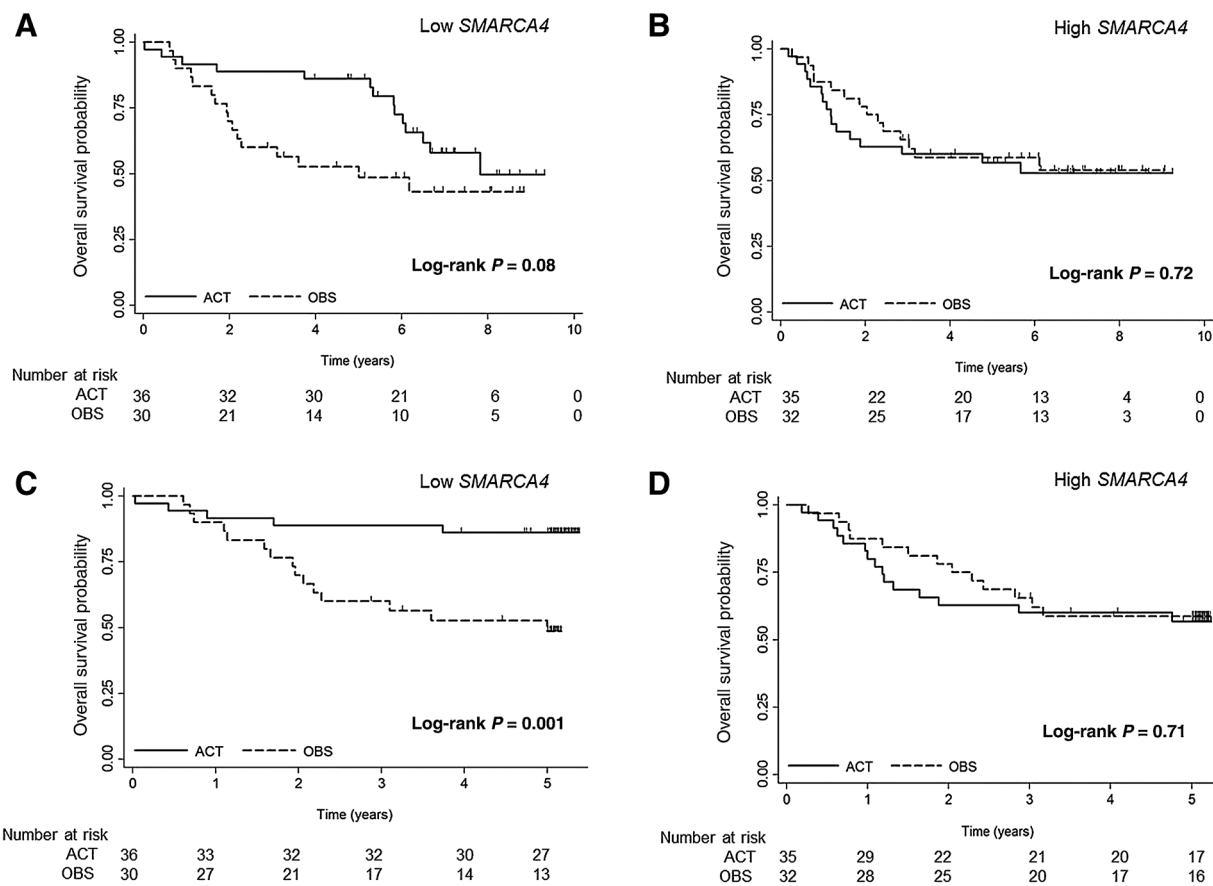 A
Low SMARCA4
Overall survival probability
1.00
0.75
0.50
0.25
0.00
Log-rank P = 0.08
ACT OBS
0 2 4 6 8 10
Time (years)
Number at risk
ACT 36 32 30 21 6 0
OBS 30 21 14 10 5 0
B
High SMARCA4
Overall survival probability
1.00
0.75
0.50
0.25
0.00
Log-rank P = 0.72
ACT OBS
0 2 4 6 8 10
Time (years)
Number at risk
ACT 35 22 20 13 4 0
OBS 32 25 17 13 3 0
C
Low SMARCA4
Overall survival probability
1.00
0.75
0.50
0.25
0.00
Log-rank P = 0.001
ACT OBS
0 1 2 3 4 5
Time (years)
Number at risk
ACT 36 33 32 32 30 27
OBS 30 27 21 17 14 13
D
High SMARCA4
Overall survival probability
1.00
0.75
0.50
0.25
0.00
Log-rank P = 0.71
ACT OBS
0 1 2 3 4 5
Time (years)
Number at risk
ACT 35 29 22 21 20 17
OBS 32 28 25 20 17 16